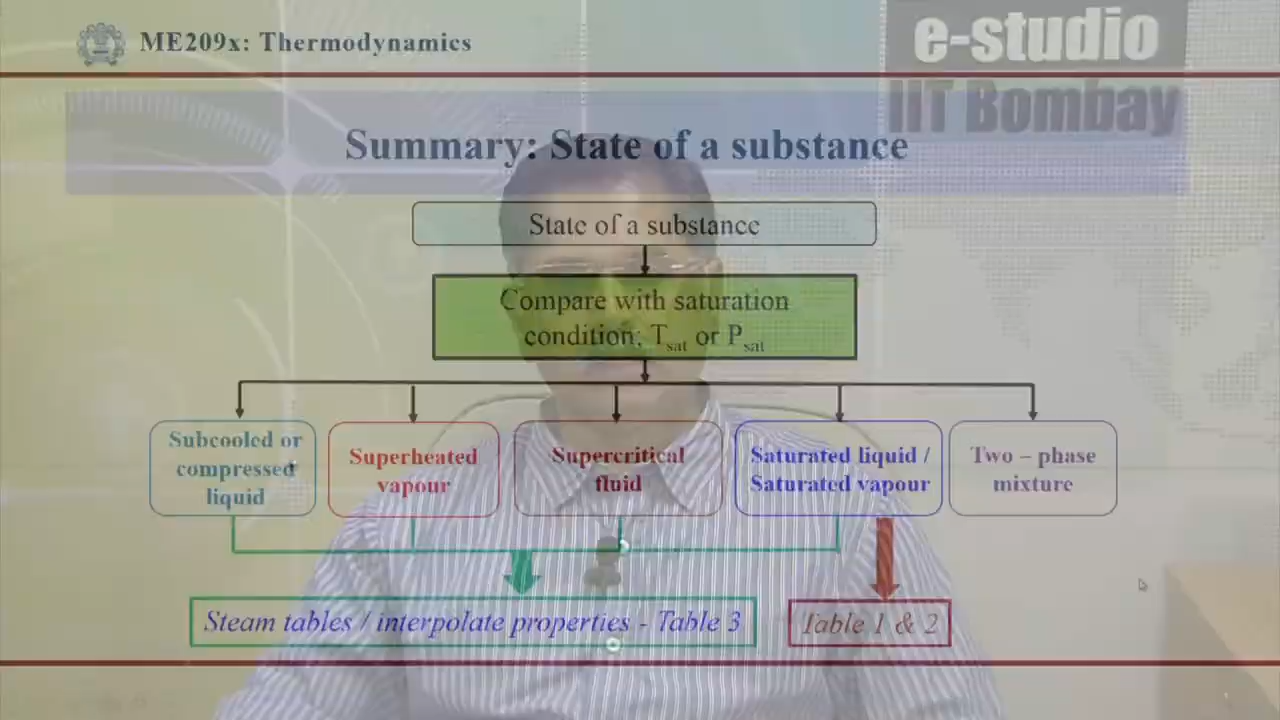 ME209x: Thermodynamics
e-studio
IIT Bombay
Summary: State of a substance
State of a substance
Compare with saturation
condition; Tsat or Psat
Subcooled or
compressed
liquid
Superheated
vapour
Supercritical
fluid
Saturated liquid /
Saturated vapour
Two – phase
mixture
Steam tables / interpolate properties - Table 3
Table 1 & 2